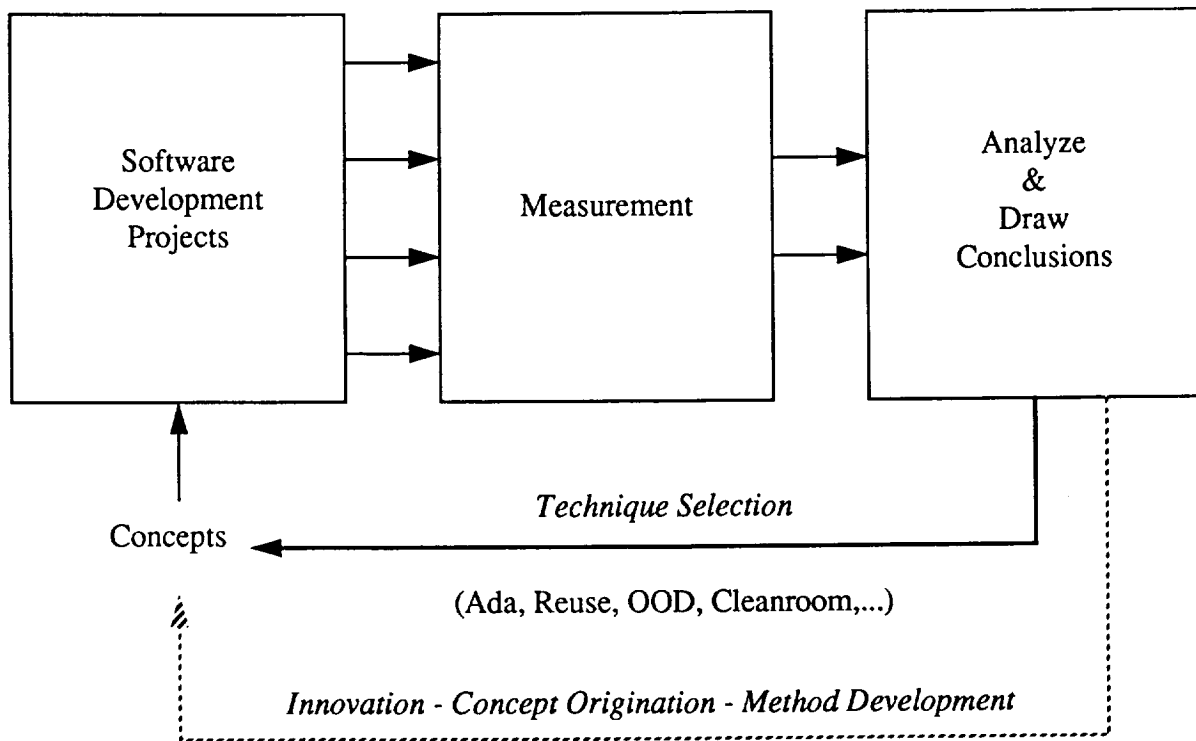 Software
Development
Projects
Measurement
Analyze
&
Draw
Conclusions
Technique Selection
Concepts
(Ada, Reuse, OOD, Cleanroom,...)
Innovation - Concept Origination - Method Development